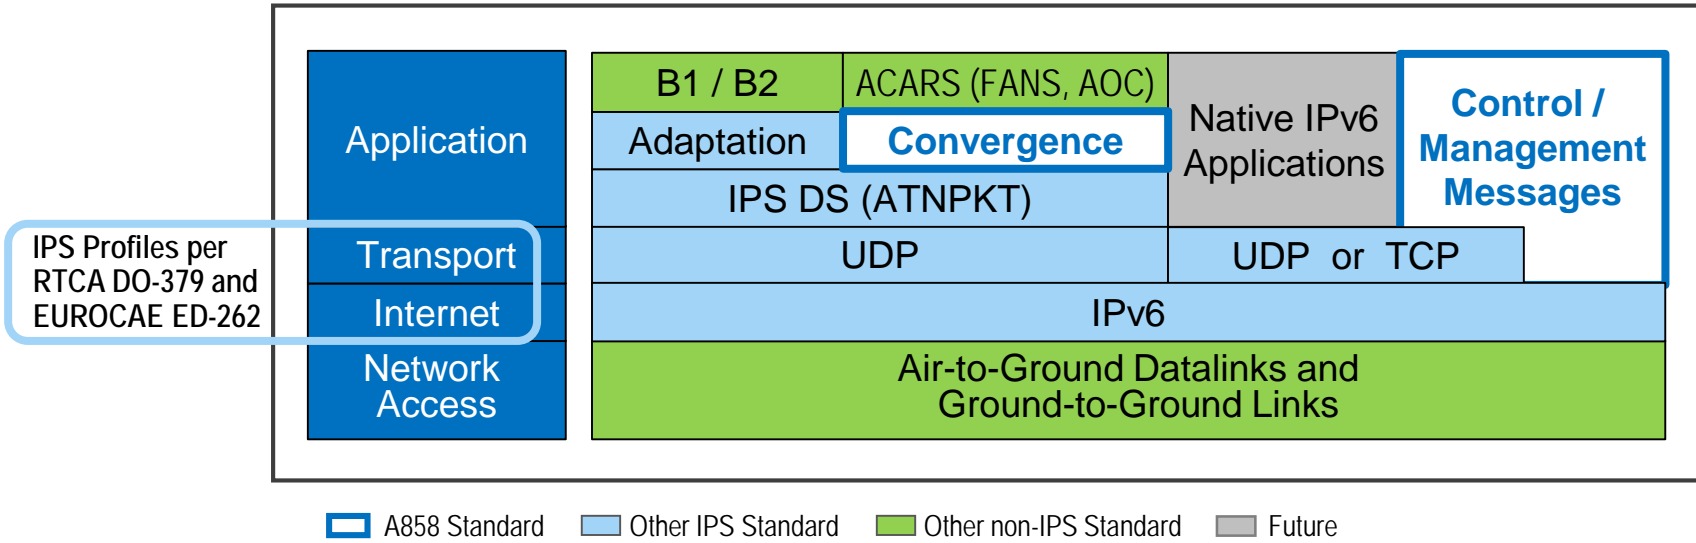 Application
Transport
Internet
Network
Access
IPS Profiles per
RTCA DO-379 and
EUROCAE ED-262
B1 / B2
ACARS (FANS, AOC)
Adaptation
Convergence
IPS DS (ATNPKT)
Native IPv6
Applications
Control /
Management
Messages
UDP
UDP or TCP
IPv6
Air-to-Ground Datalinks and
Ground-to-Ground Links
A858 Standard
Other IPS Standard
Other non-IPS Standard
Future